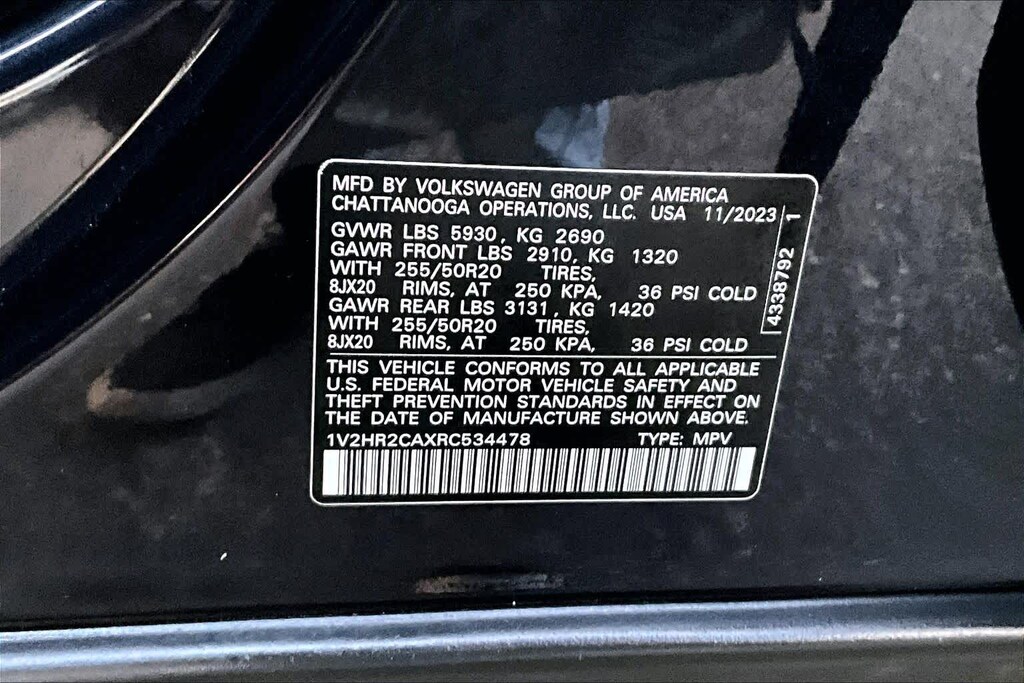 MFD BY VOLKSWAGEN GROUP OF AMERICA
CHATTANOOGA OPERATIONS, LLC. USA 11/2023
GVWR LBS 5930, KG 2690
GAWR FRONT LBS 2910, KG 1320
WITH 255/50R20 TIRES,
8JX20 RIMS, AT 250 KPA, 36 PSI COLD
GAWR REAR LBS 3131, KG 1420
WITH 255/50R20 TIRES,
8JX20 RIMS, AT 250 KPA, 36 PSI COLD
4338792 1
THIS VEHICLE CONFORMS TO ALL APPLICABLE
U.S. FEDERAL MOTOR VEHICLE SAFETY AND
THEFT PREVENTION STANDARDS IN EFFECT ON
THE DATE OF MANUFACTURE SHOWN ABOVE.
1V2HR2CAXRC534478 TYPE: MPV